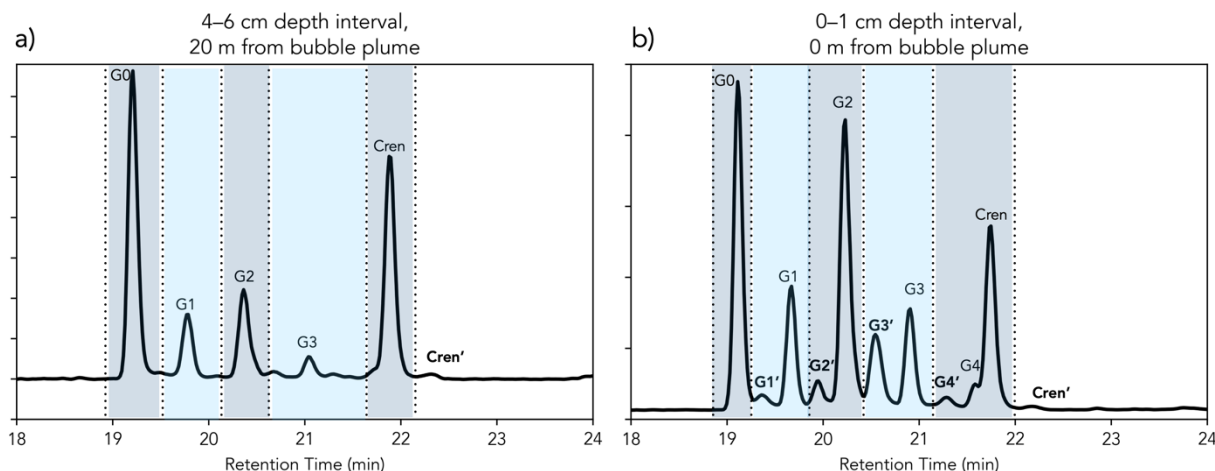 a)
4–6 cm depth interval,
20 m from bubble plume
G0
G1
G2
G3
Cren
Cren′
18 19 20 21 22 23 24
Retention Time (min)
b)
0–1 cm depth interval,
0 m from bubble plume
G0
G1′
G1
G2′
G2
G3′
G3
G4′
G4
Cren
Cren′
18 19 20 21 22 23 24
Retention Time (min)